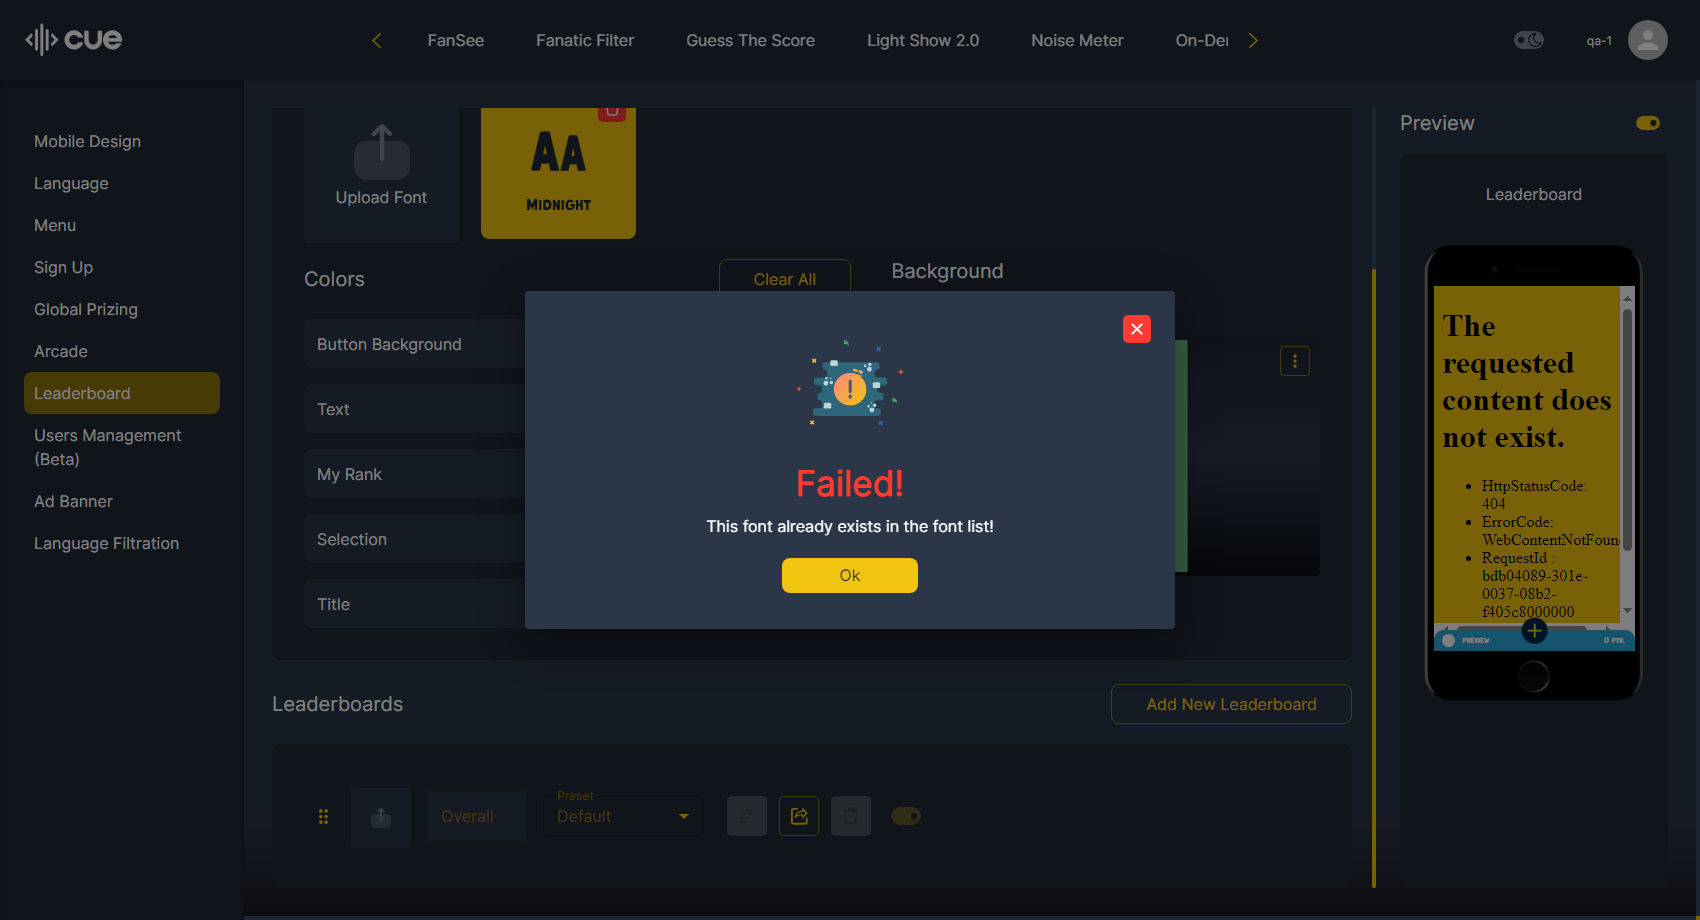 cue
FanSee
Fanatic Filter
Guess The Score
Light Show 2.0
Noise Meter
On-De
qa-1
Mobile Design
Language
Menu
Sign Up
Global Prizing
Arcade
Leaderboard
Users Management
(Beta)
Ad Banner
Language Filtration
Upload Font
AA
MIDNIGHT
Colors
Clear All
Background
Button Background
Text
My Rank
Selection
Title
Failed!
This font already exists in the font list!
Ok
Leaderboards
Add New Leaderboard
Overall
Preset
Default
Preview
Leaderboard
The
requested
content does
not exist.
• HttpStatusCode:
404
• ErrorCode:
WebContentNotFoun
• RequestId :
bdb04089-301e-
0037-08b2-
f405c8000000
PREVIEW
0 PTS.